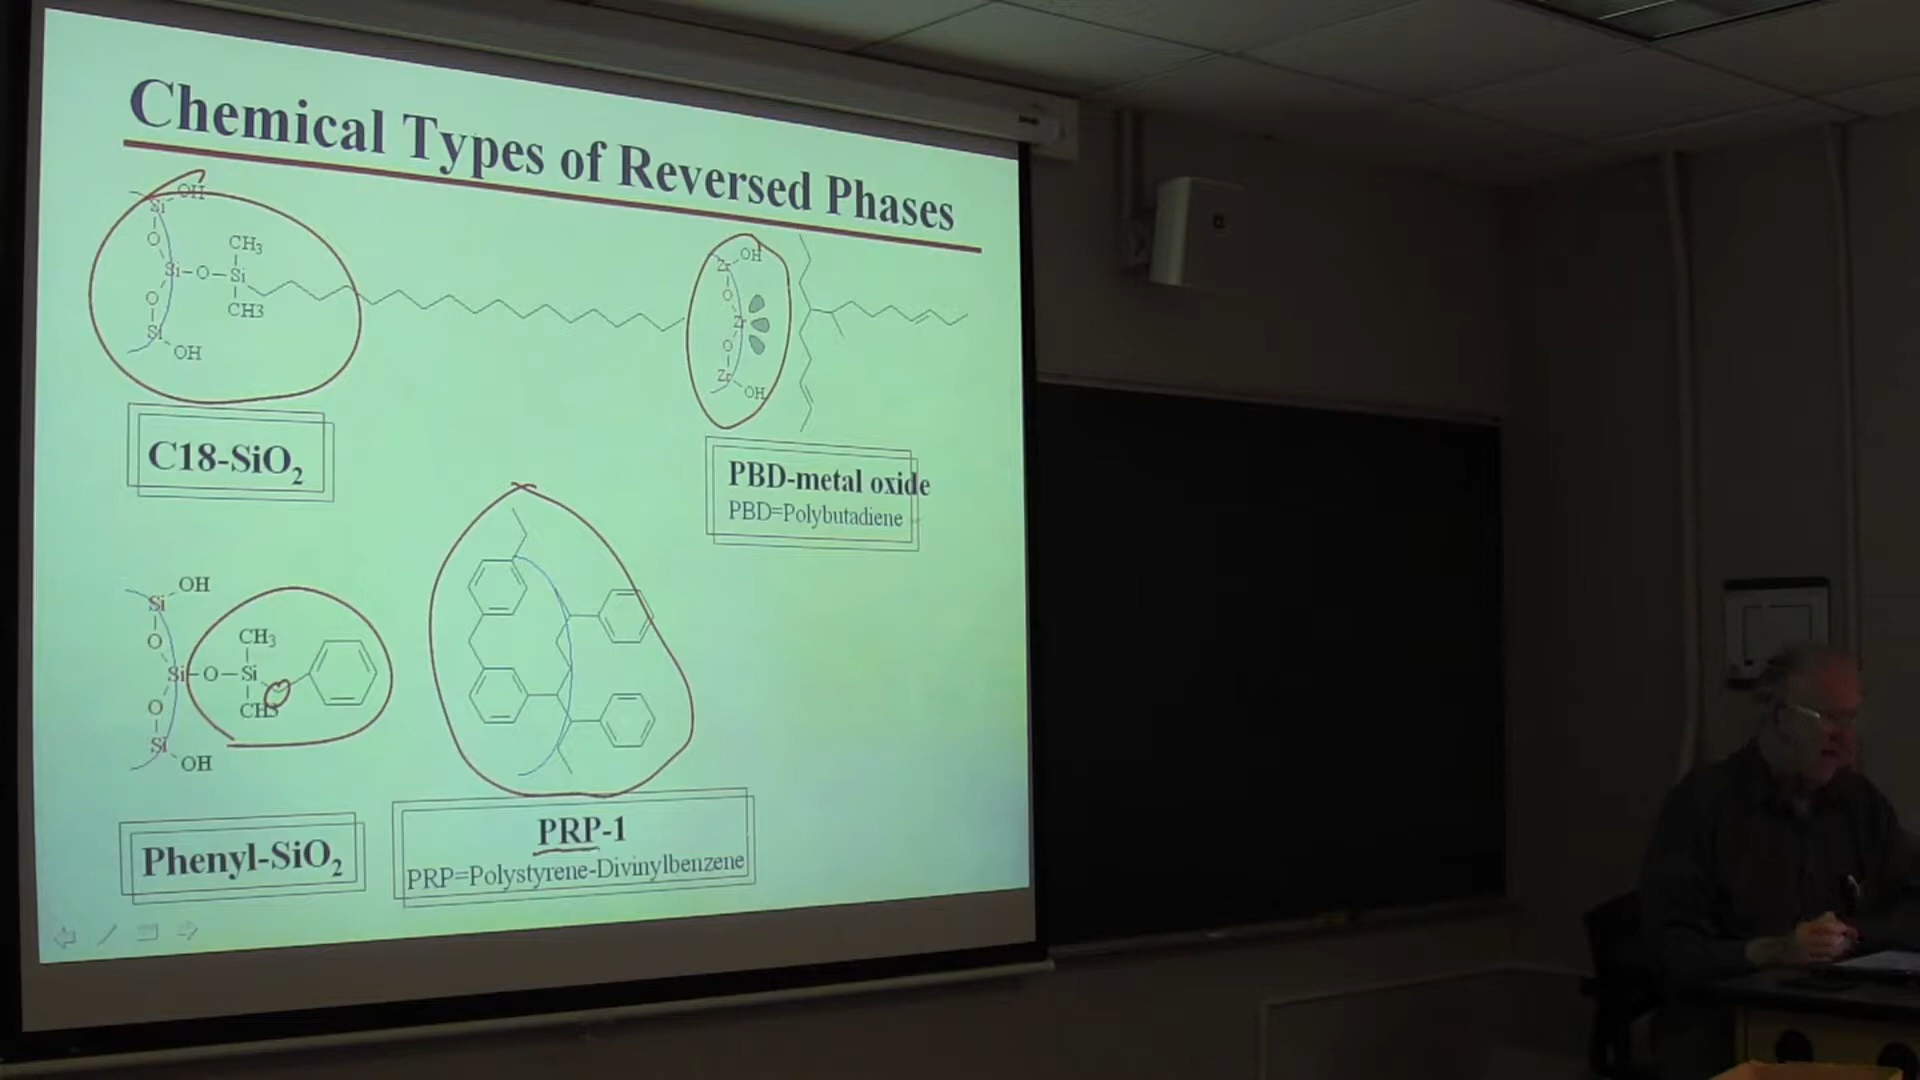 Chemical Types of Reversed Phases
OH
Si
O
CH3
Si-O-Si
O
CH3
Si
OH
C18-SiO2
Zr
OH
O
Zr
O
Zr
OH
PBD-metal oxide
PBD=Polybutadiene
OH
Si
O
CH3
Si-O-Si
O
CH3
Si
OH
Phenyl-SiO2
PRP-1
PRP=Polystyrene-Divinylbenzene